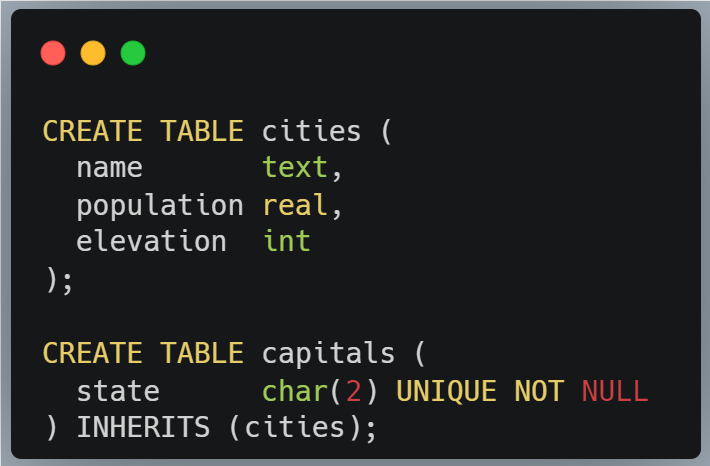 CREATE TABLE cities (
  name       text,
  population real,
  elevation  int
);

CREATE TABLE capitals (
  state      char(2) UNIQUE NOT NULL
) INHERITS (cities);